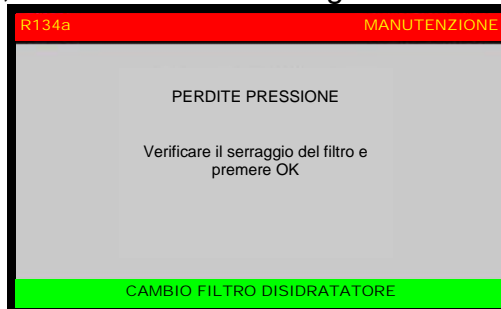 R134a MANUTENZIONE
PERDITE PRESSIONE
Verificare il serraggio del filtro e
premere OK
CAMBIO FILTRO DISIDRATATORE